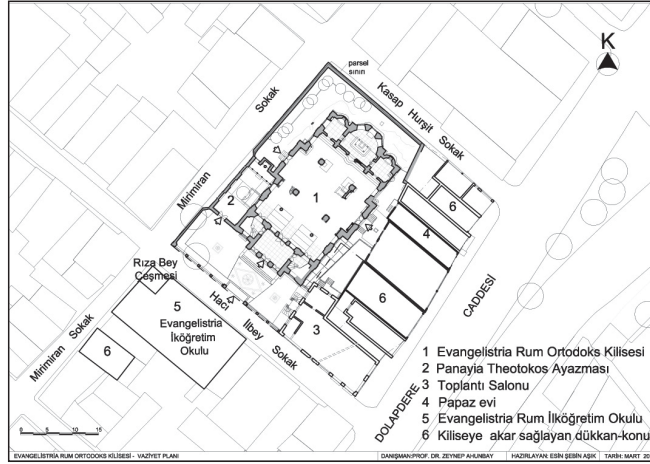 K
parsel
sınırı
Kasap Hurşit Sokak
Sokak
Mirimiran
1
2
6
4
6
3
Rıza Bey
Çeşmesi
Hacı İlbey Sokak
5
Evangelistria
İköğretim
Okulu
6
Mirimiran Sokak
DOLAPDERE CADDESİ
1 Evangelistria Rum Ortodoks Kilisesi
2 Panayia Theotokos Ayazması
3 Toplantı Salonu
4 Papaz evi
5 Evangelistria Rum İlköğretim Okulu
6 Kiliseye akar sağlayan dükkan-konu
0 5 10 15
EVANGELİSTRİA RUM ORTODOKS KİLİSESİ - VAZİYET PLANI
DANIŞMAN:PROF. DR. ZEYNEP AHUNBAY
HAZIRLAYAN: ESİN ŞEBİN AŞIK
TARİH: MART 20